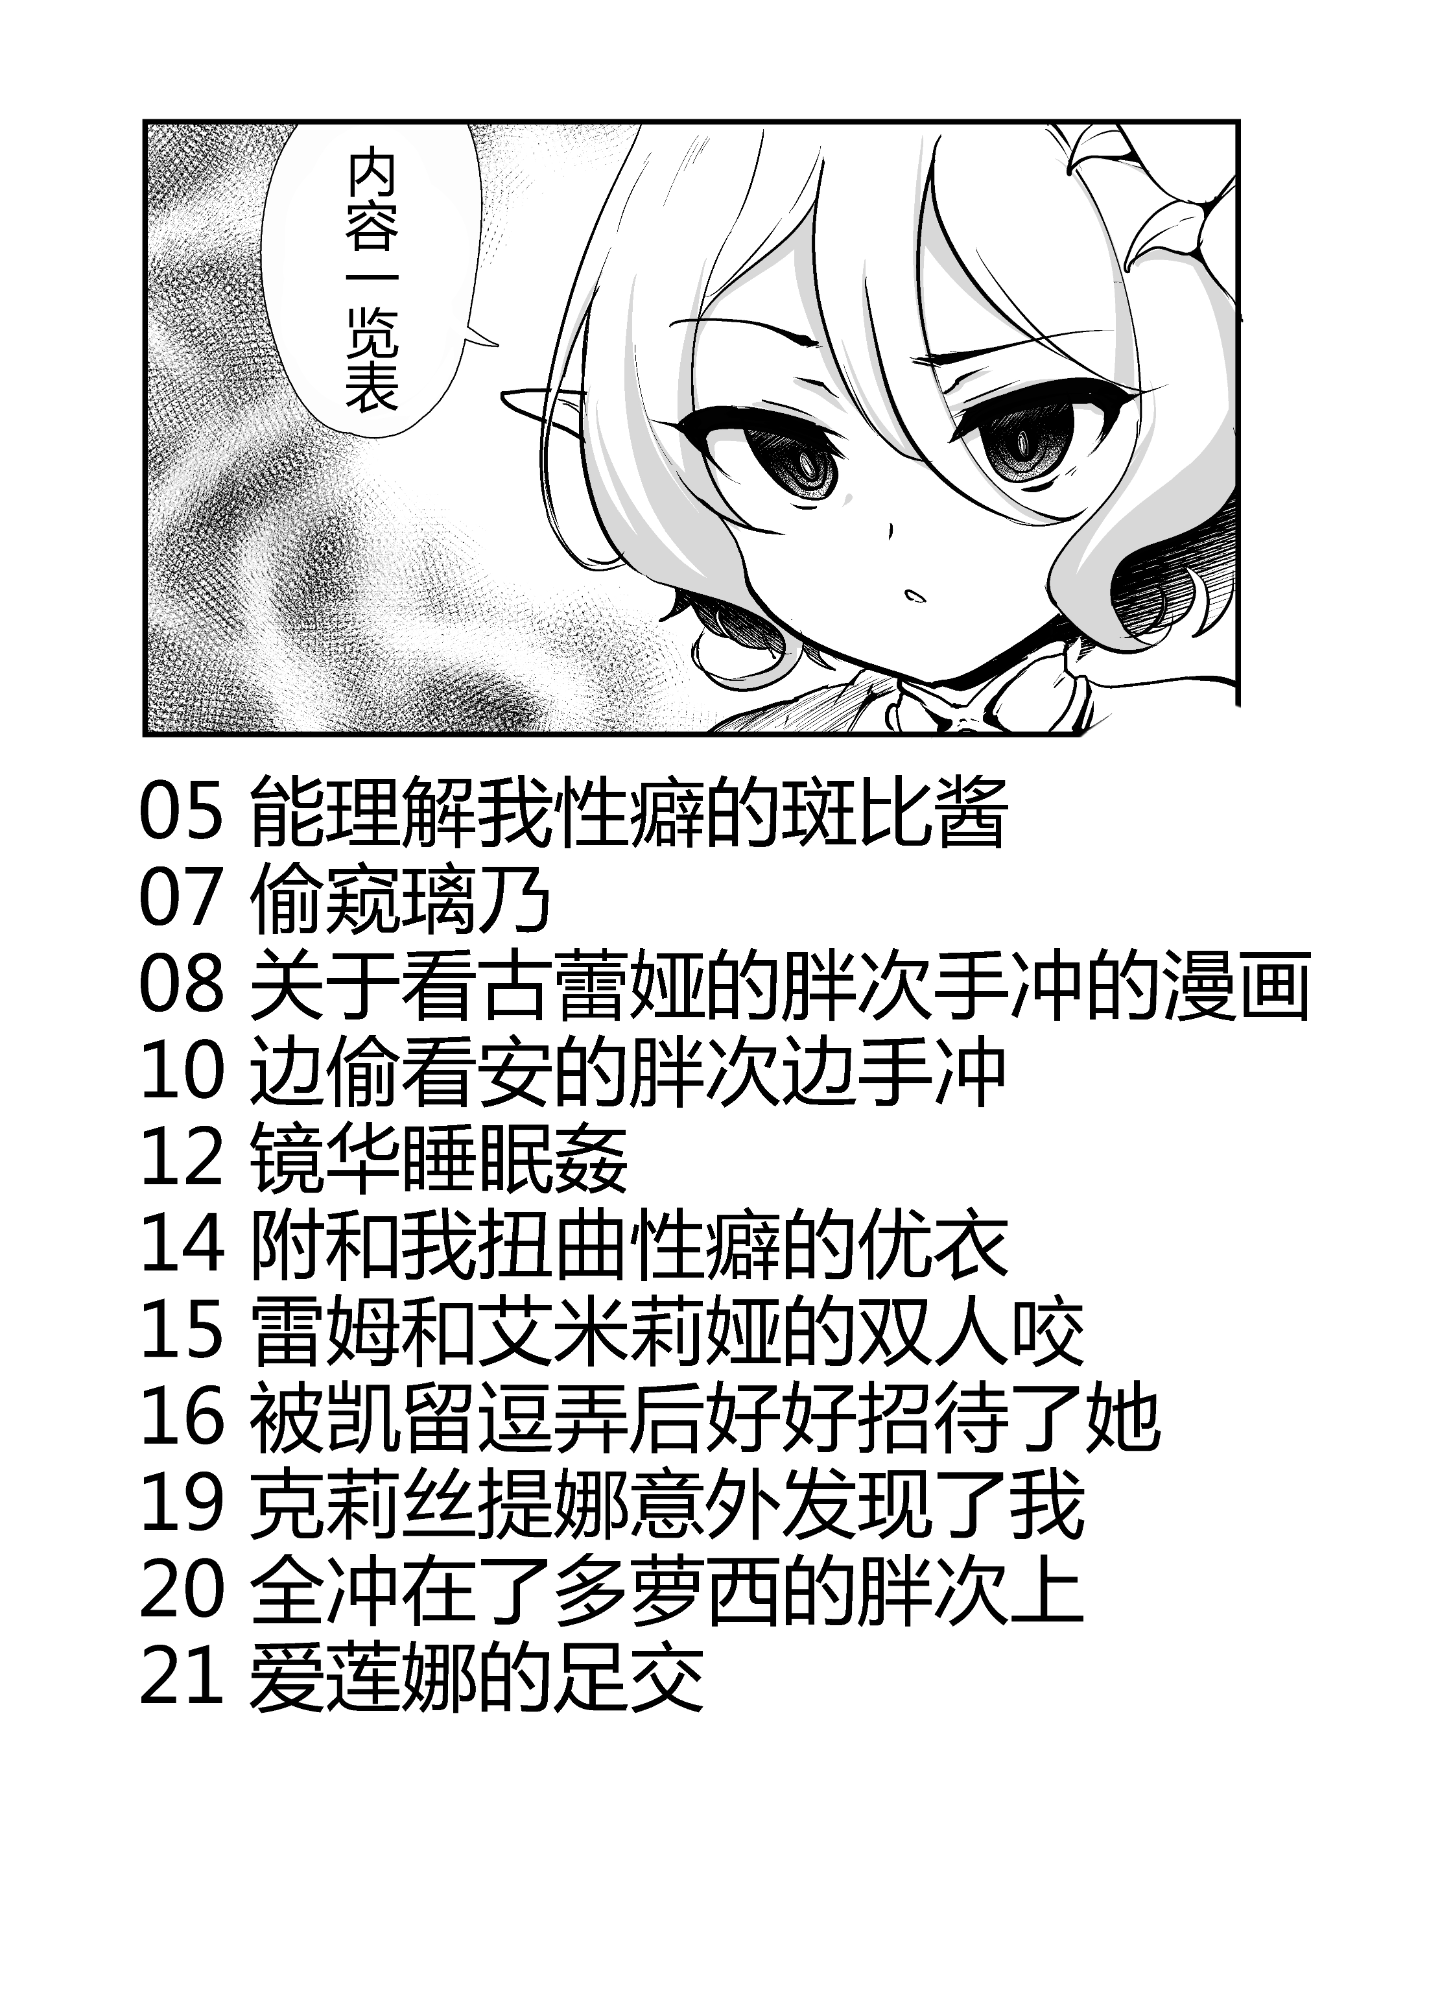 内容一览表
05 能理解我性癖的斑比酱
07 偷窥璃乃
08 关于看古蕾娅的胖次手冲的漫画
10 边偷看安的胖次边手冲
12 镜华睡眠姦
14 附和我扭曲性癖的优衣
15 雷姆和艾米莉娅的双人咬
16 被凯留逗弄后好好招待了她
19 克莉丝提娜意外发现了我
20 全冲在了多萝西的胖次上
21 爱莲娜的足交